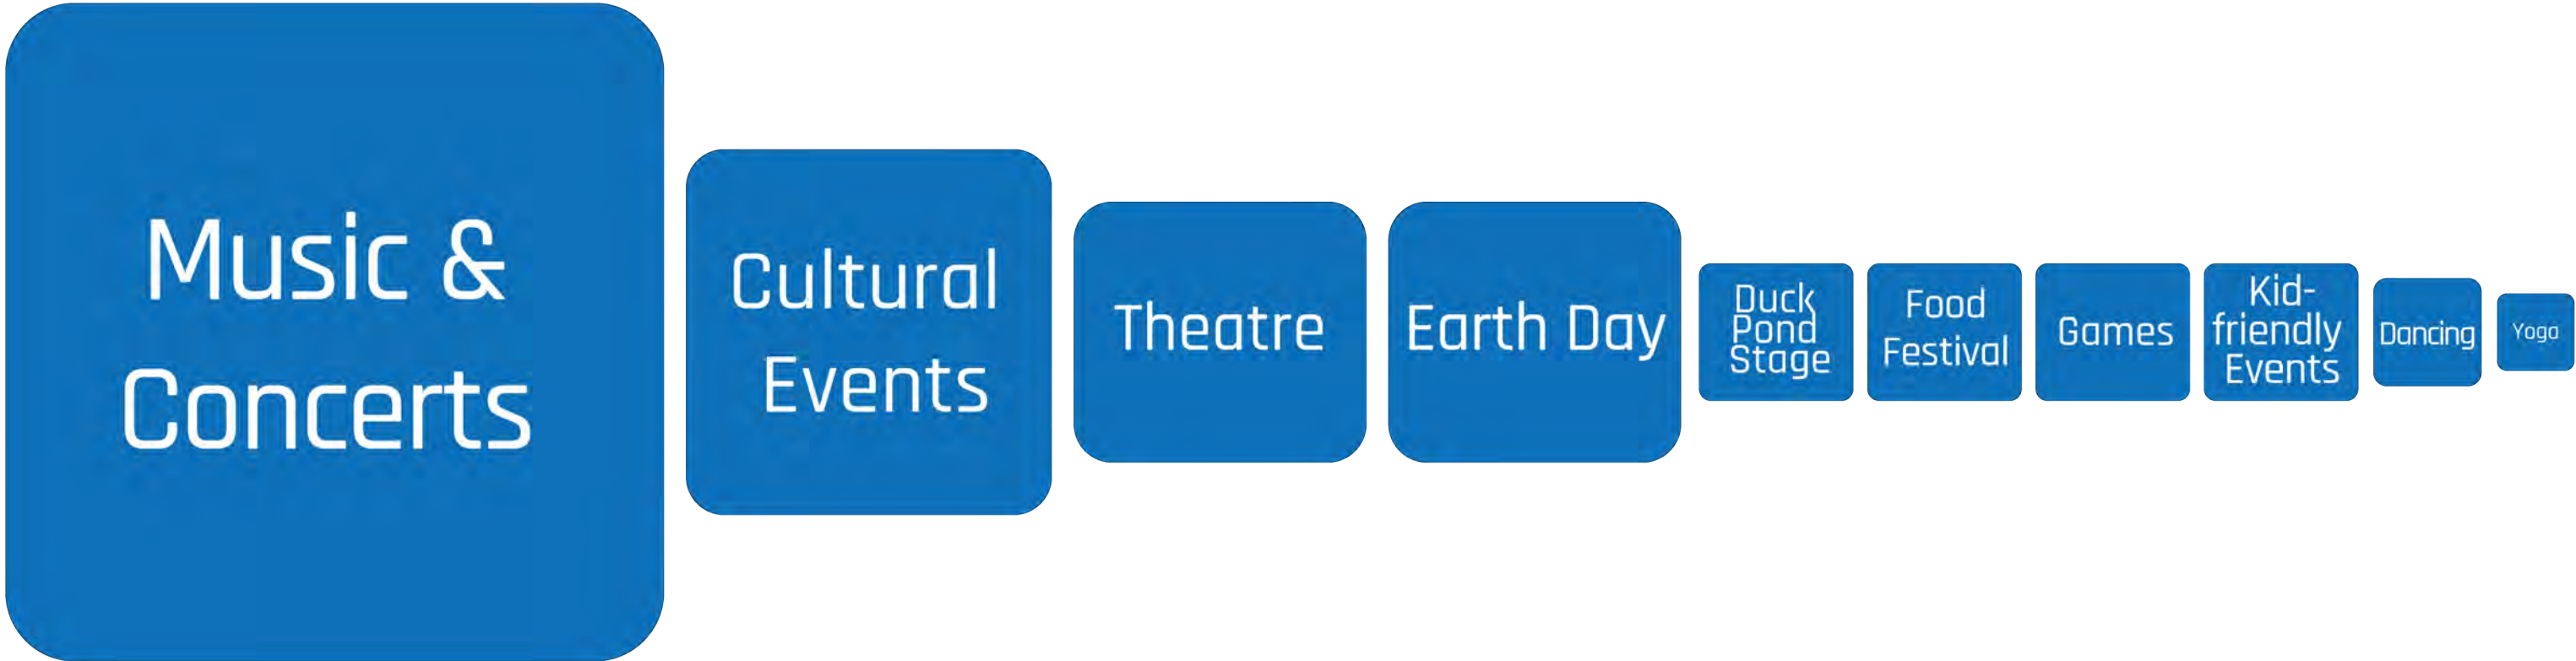 Music &
Concerts
Cultural
Events
Theatre
Earth Day
Duck
Pond
Stage
Food
Festival
Games
Kid-
friendly
Events
Dancing
Yoga